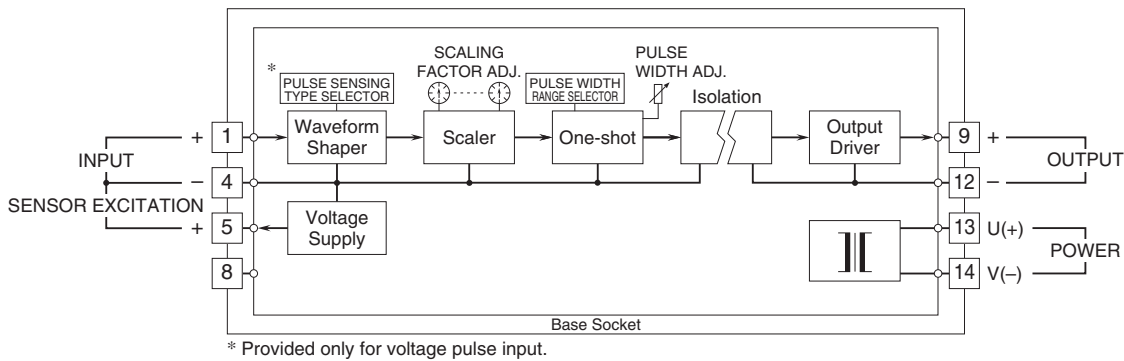 SCALING
FACTOR ADJ.
PULSE
WIDTH ADJ.
*
PULSE SENSING
TYPE SELECTOR
PULSE WIDTH
RANGE SELECTOR
Isolation
INPUT
+ 1
Waveform
Shaper
Scaler
One-shot
Output
Driver
9 +
OUTPUT
– 4
12 –
SENSOR EXCITATION
+ 5
Voltage
Supply
13 U(+)
POWER
8
14 V(–)
Base Socket
* Provided only for voltage pulse input.